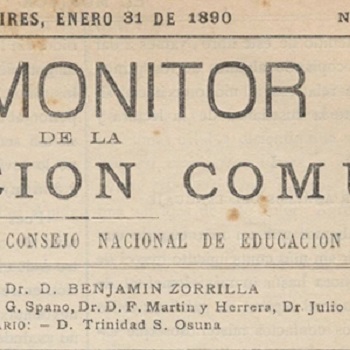 IRES, ENERO 31 DE 1890 N
MONITOR
DE LA
CION COMU
CONSEJO NACIONAL DE EDUCACION
Dr. D. BENJAMIN ZORRILLA
G. Spano, Dr. D. F. Martin y Herrera, Dr Julio
ARIO: — D. Trinidad S. Osuna